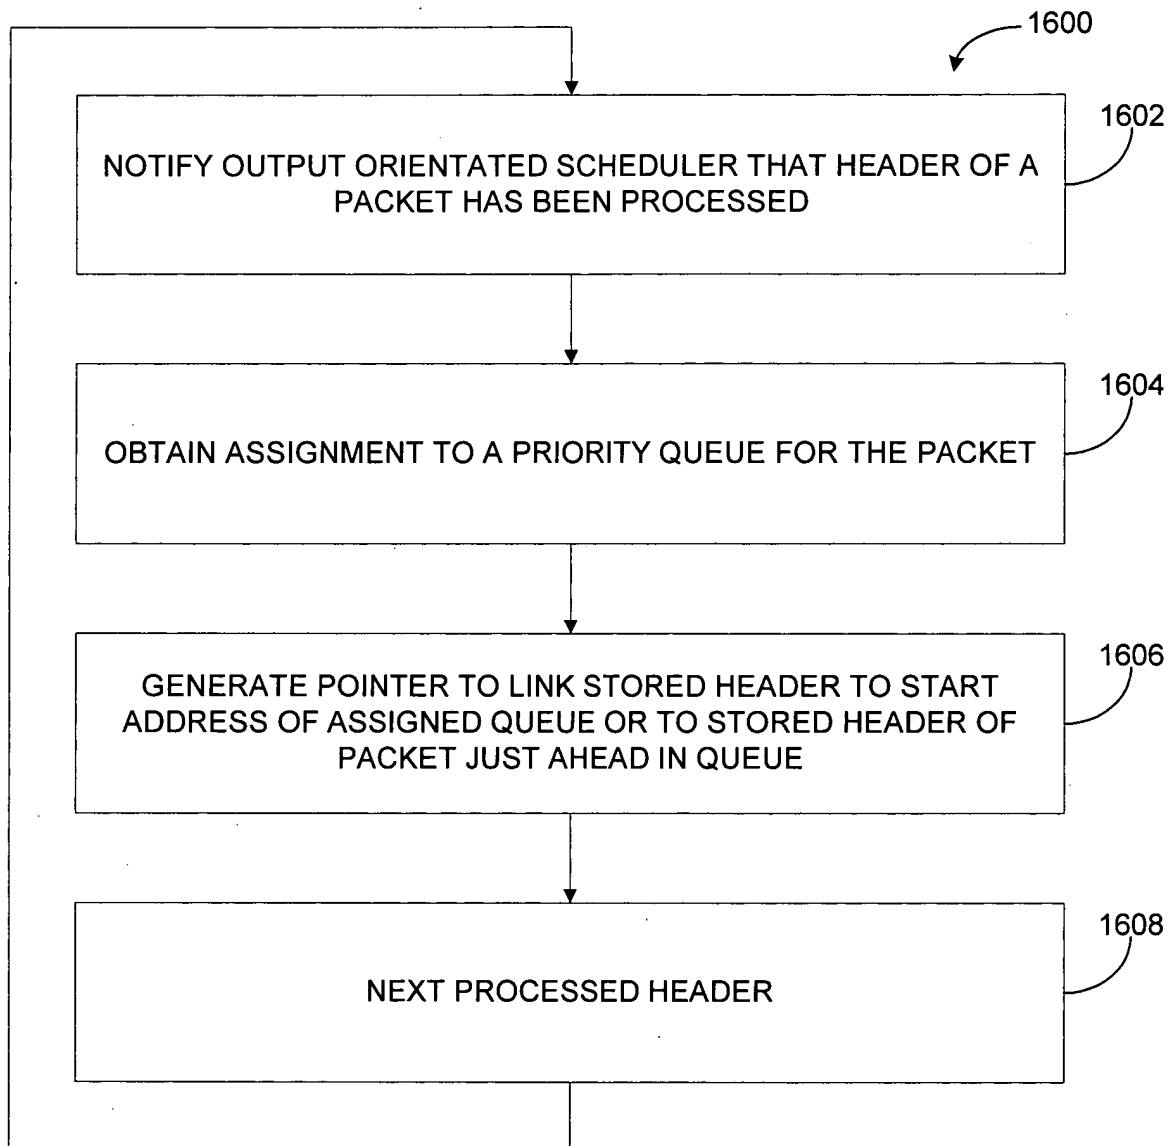 1600
1602
NOTIFY OUTPUT ORIENTATED SCHEDULER THAT HEADER OF A
PACKET HAS BEEN PROCESSED
1604
OBTAIN ASSIGNMENT TO A PRIORITY QUEUE FOR THE PACKET
1606
GENERATE POINTER TO LINK STORED HEADER TO START
ADDRESS OF ASSIGNED QUEUE OR TO STORED HEADER OF
PACKET JUST AHEAD IN QUEUE
1608
NEXT PROCESSED HEADER